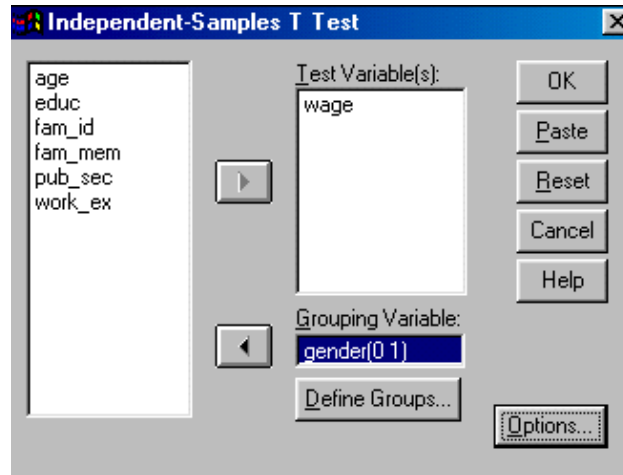 Independent-Samples T Test
age
educ
fam_id
fam_mem
pub_sec
work_ex
Test Variable(s):
wage
Grouping Variable:
gender(0 1)
Define Groups...
OK
Paste
Reset
Cancel
Help
Options...